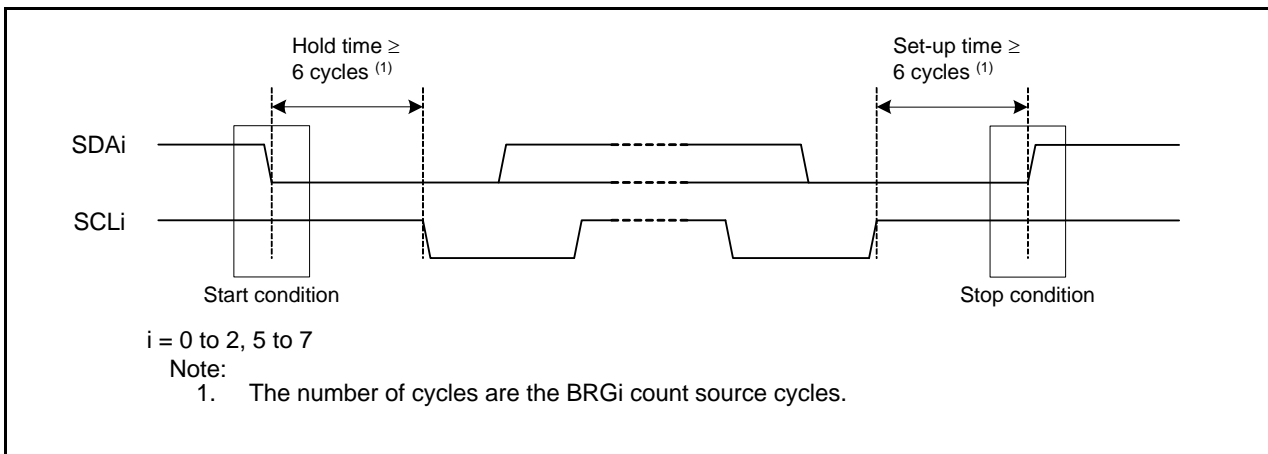 Hold time ≥
6 cycles (1)
Set-up time ≥
6 cycles (1)
SDAi
SCLi
Start condition
Stop condition
i = 0 to 2, 5 to 7
Note:
1. The number of cycles are the BRGi count source cycles.